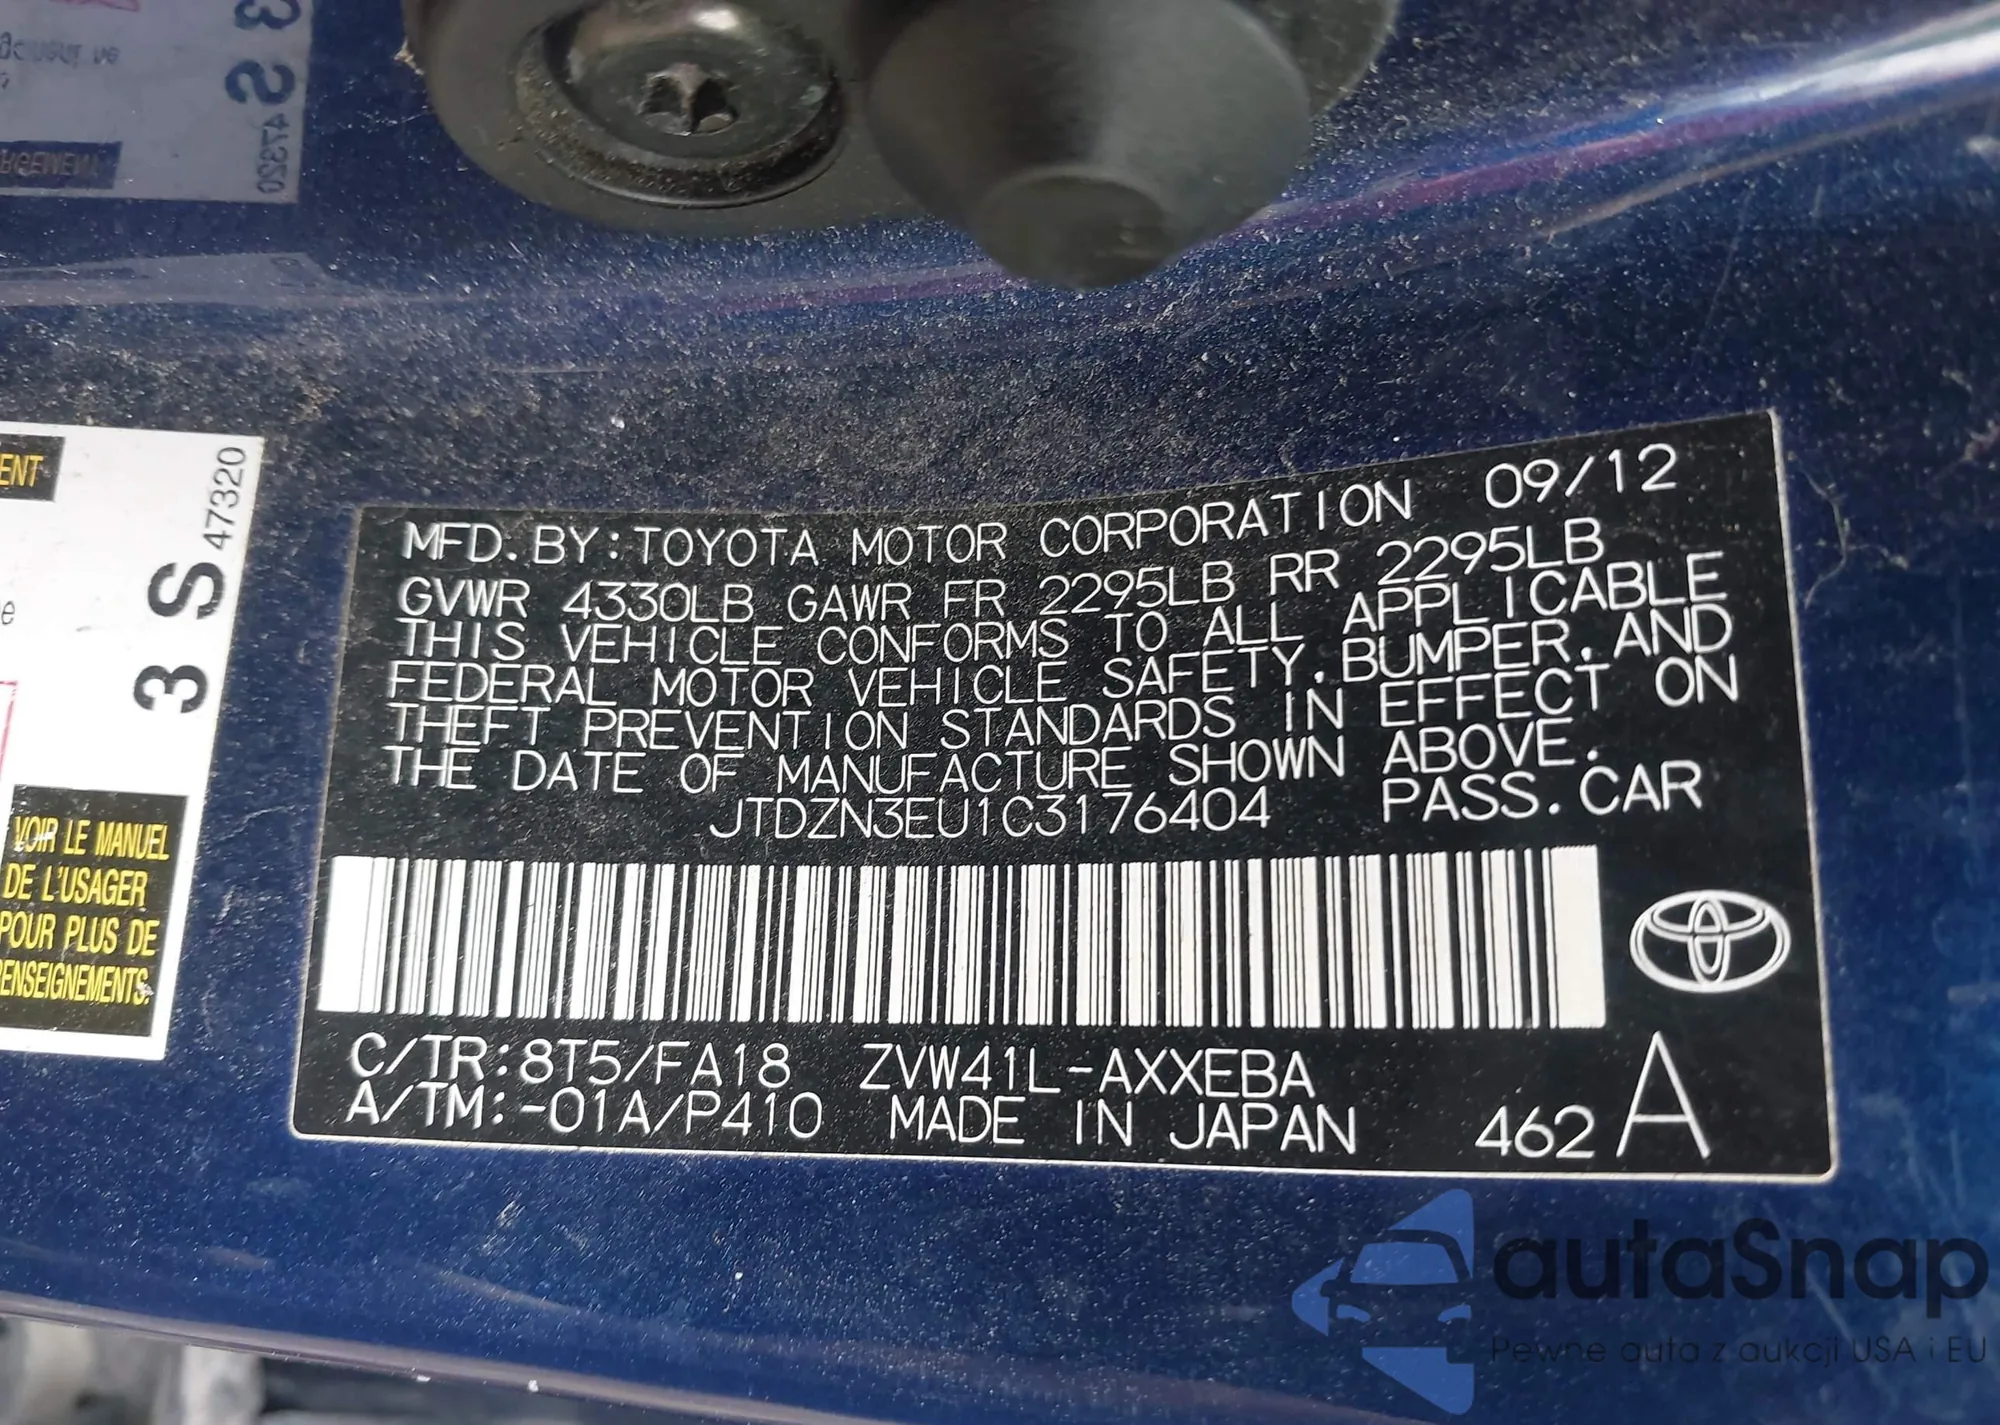 ENT
47320
3 S
e
VOIR LE MANUEL
DE L'USAGER
POUR PLUS DE
RENSEIGNEMENTS.
MFD. BY: TOYOTA MOTOR CORPORATION 09/12
GVWR 4330LB GAWR FR 2295LB RR 2295LB
THIS VEHICLE CONFORMS TO ALL APPLICABLE
FEDERAL MOTOR VEHICLE SAFETY, BUMPER, AND
THEFT PREVENTION STANDARDS IN EFFECT ON
THE DATE OF MANUFACTURE SHOWN ABOVE.
JTDZN3EU1C3176404 PASS. CAR
C/TR:8T5/FA18 ZVW41L-AXXEBA
A/TM:-01A/P410 MADE IN JAPAN 462 A
autaSnap
Pewne auta z aukcji USA i EU